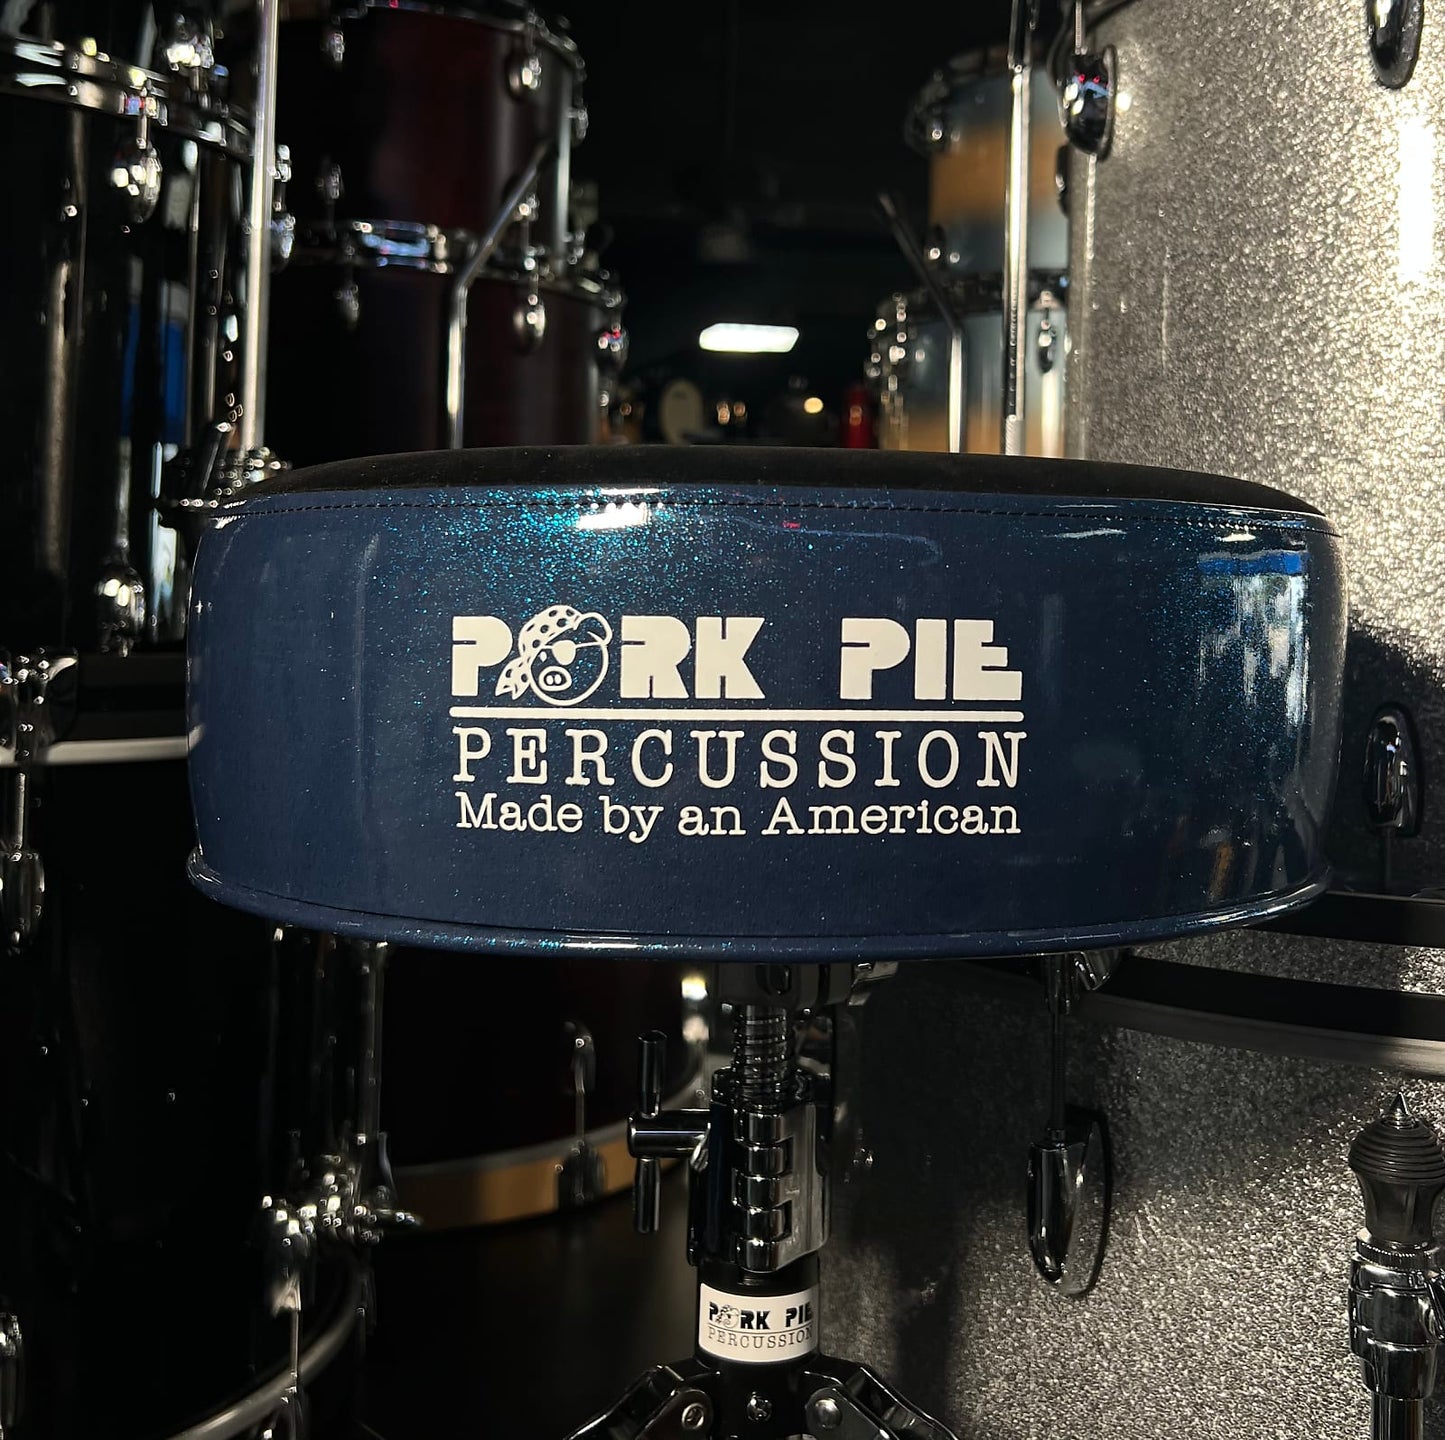 PORK PIE
PERCUSSION
Made by an American
PORK PIE
PERCUSSION